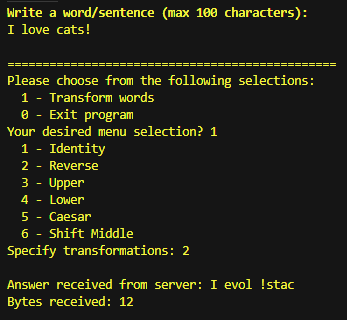 Write a word/sentence (max 100 characters):
I love cats!
===============================================
Please choose from the following selections:
  1 - Transform words
  0 - Exit program
Your desired menu selection? 1
  1 - Identity
  2 - Reverse
  3 - Upper
  4 - Lower
  5 - Caesar
  6 - Shift Middle
Specify transformations: 2
Answer received from server: I evol !stac
Bytes received: 12